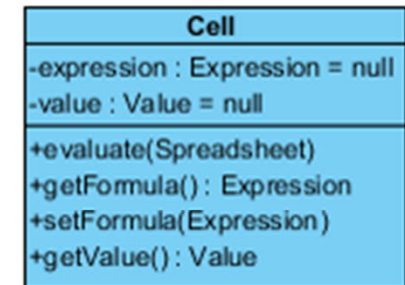 Cell
-expression : Expression = null
-value : Value = null
+evaluate(Spreadsheet)
+getFormula() : Expression
+setFormula(Expression)
+getValue() : Value